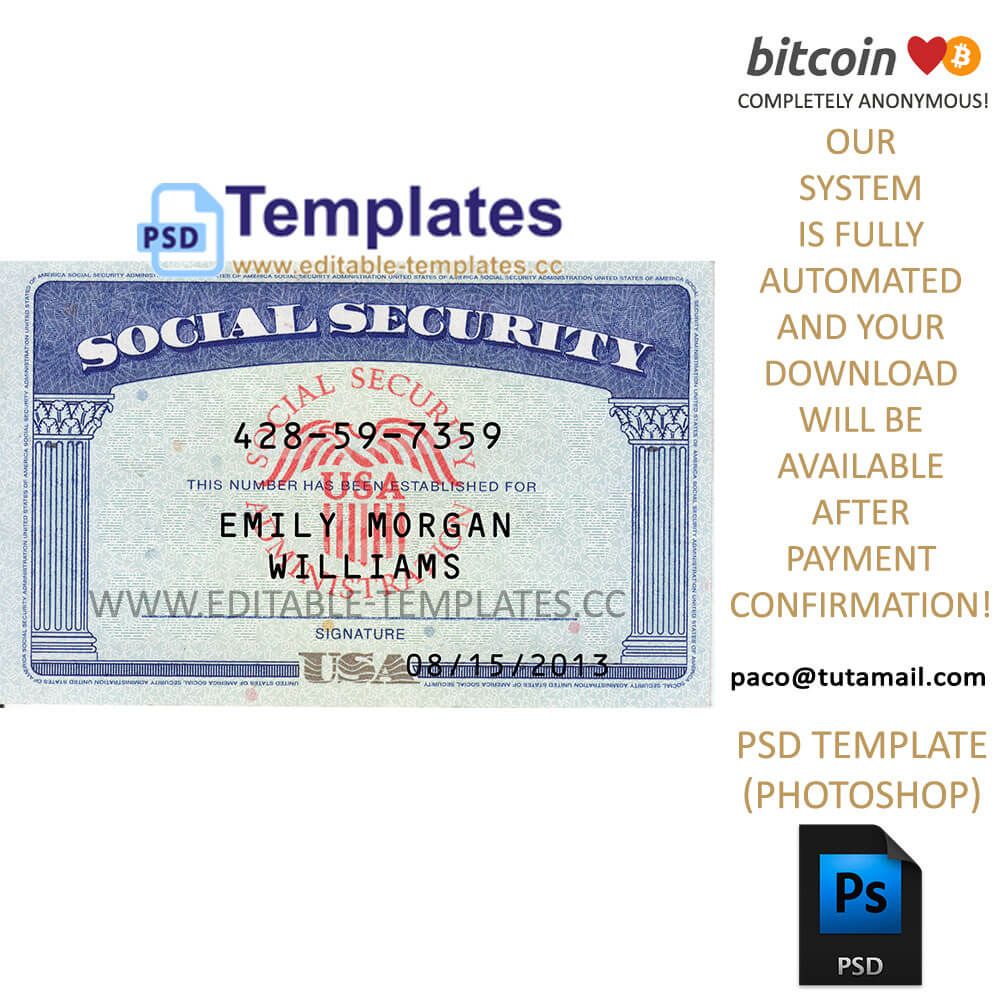 bitcoin
COMPLETELY ANONYMOUS!
OUR
SYSTEM
IS FULLY
AUTOMATED
AND YOUR
DOWNLOAD
WILL BE
AVAILABLE
AFTER
PAYMENT
CONFIRMATION!
paco@tutamail.com
PSD TEMPLATE
(PHOTOSHOP)
Ps
PSD
PSD
Templates
www.editable-templates.cc
SOCIAL SECURITY
SOCIAL SECURITY ADMINISTRATION
USA
428-59-7359
THIS NUMBER HAS BEEN ESTABLISHED FOR
EMILY MORGAN
WILLIAMS
WWW.EDITABLE-TEMPLATES.CC
SIGNATURE
USA
08/15/2013